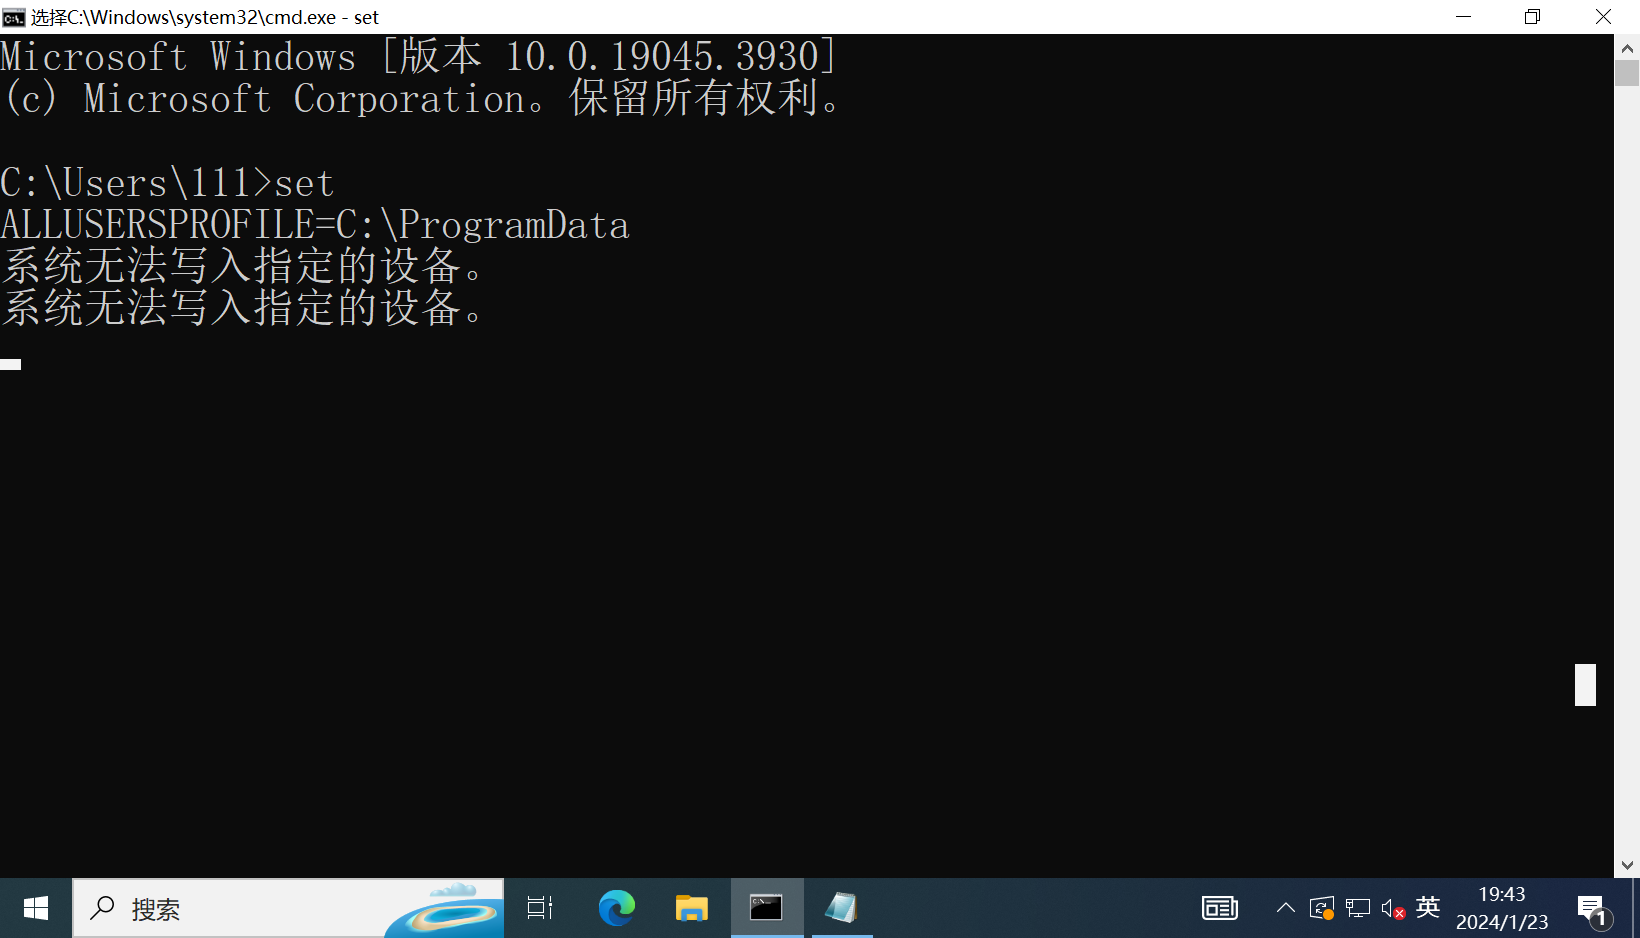 选择C:\Windows\system32\cmd.exe - set
Microsoft Windows [版本 10.0.19045.3930]
(c) Microsoft Corporation。保留所有权利。
C:\Users\111>set
ALLUSERSPROFILE=C:\ProgramData
系统无法写入指定的设备。
系统无法写入指定的设备。
搜索
英
19:43
2024/1/23
1